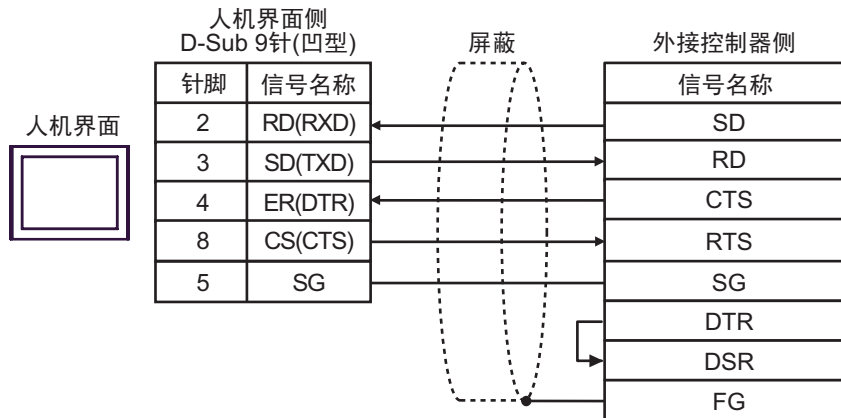 人机界面侧
D-Sub 9针(凹型)
屏蔽
外接控制器侧
针脚 信号名称
信号名称
人机界面
2 RD(RXD) SD
3 SD(TXD) RD
4 ER(DTR) CTS
8 CS(CTS) RTS
5 SG SG
DTR
DSR
FG